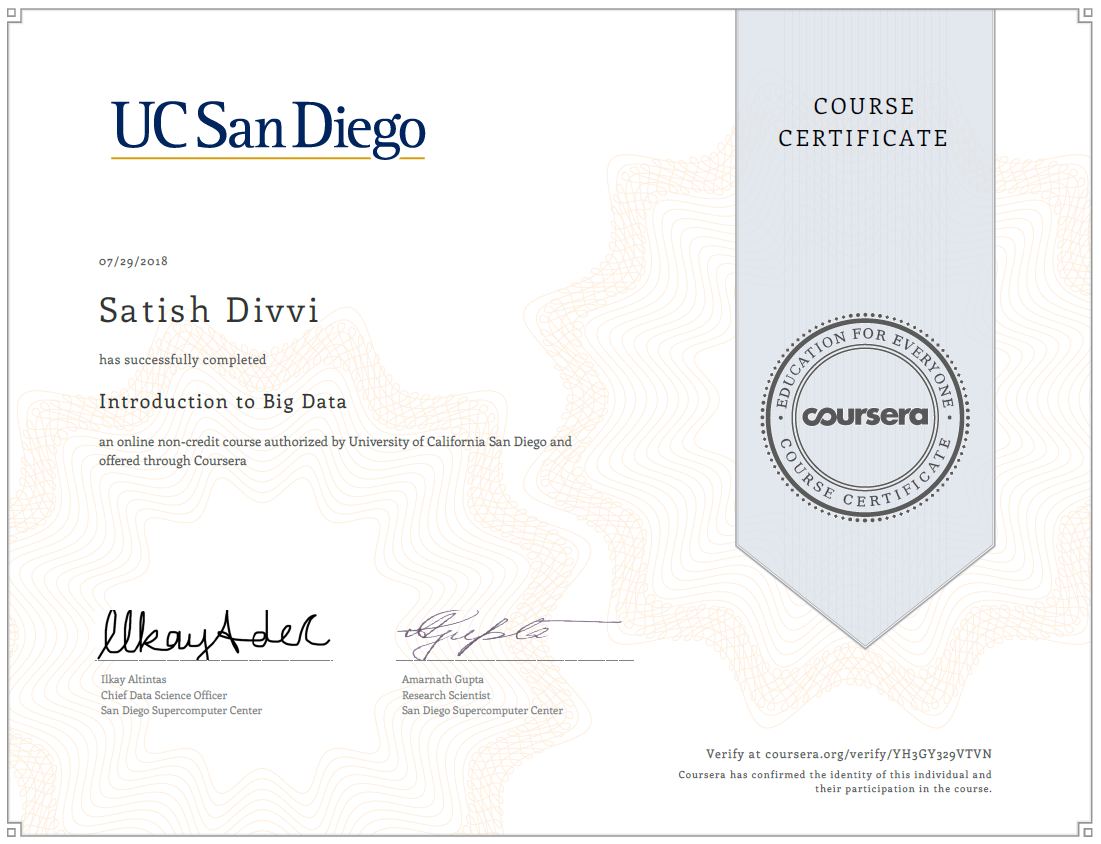 UC San Diego
COURSE
CERTIFICATE
07/29/2018
Satish Divvi
has successfully completed
Introduction to Big Data
an online non-credit course authorized by University of California San Diego and
offered through Coursera
EDUCATION FOR EVERYONE
coursera
COURSE CERTIFICATE
Ilkay Altintas
Chief Data Science Officer
San Diego Supercomputer Center
Amarnath Gupta
Research Scientist
San Diego Supercomputer Center
Verify at coursera.org/verify/YH3GY329VTVN
Coursera has confirmed the identity of this individual and
their participation in the course.